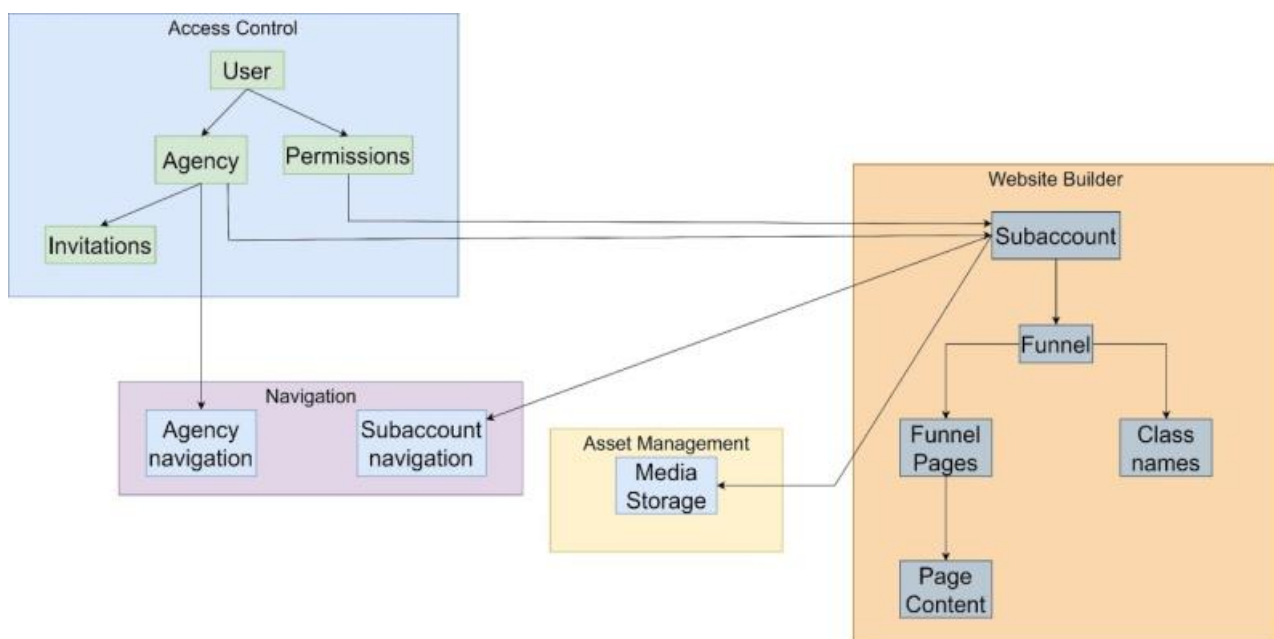 Access Control
User
Agency
Permissions
Invitations
Website Builder
Subaccount
Funnel
Funnel
Pages
Class
names
Page
Content
Navigation
Agency
navigation
Subaccount
navigation
Asset Management
Media
Storage